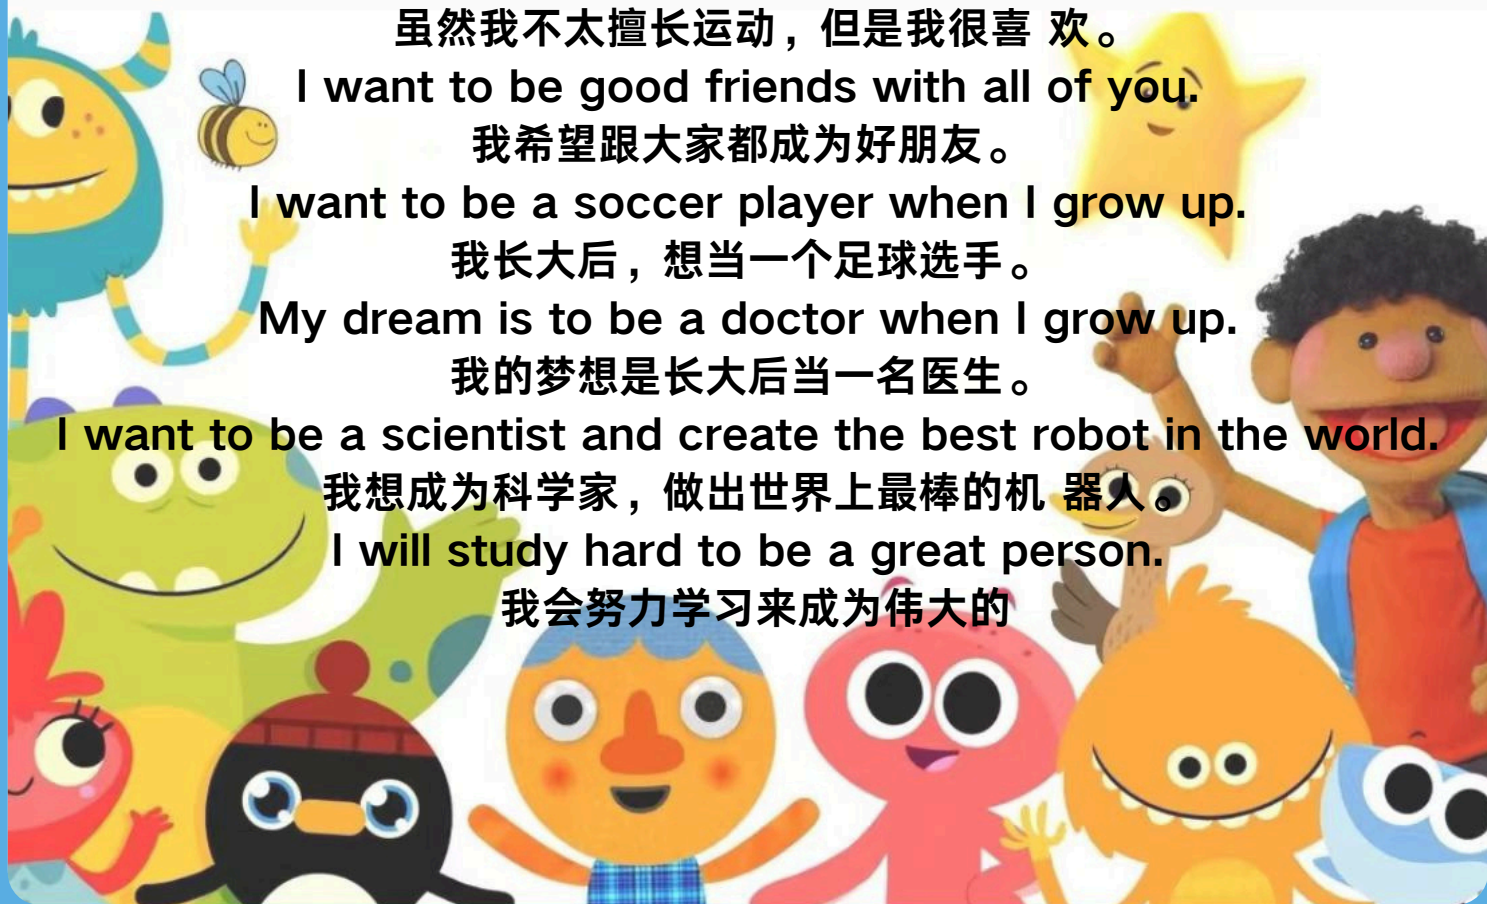 虽然我不太擅长运动，但是我很喜 欢。
I want to be good friends with all of you.
我希望跟大家都成为好朋友。
I want to be a soccer player when I grow up.
我长大后，想当一个足球选手。
My dream is to be a doctor when I grow up.
我的梦想是长大后当一名医生。
I want to be a scientist and create the best robot in the world.
我想成为科学家，做出世界上最棒的机 器人。
I will study hard to be a great person.
我会努力学习来成为伟大的